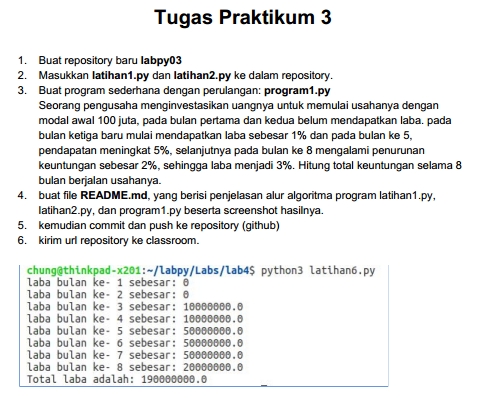 Tugas Praktikum 3
1. Buat repository baru labpy03
2. Masukkan latihan1.py dan latihan2.py ke dalam repository.
3. Buat program sederhana dengan perulangan: program1.py
Seorang pengusaha menginvestasikan uangnya untuk memulai usahanya dengan
modal awal 100 juta, pada bulan pertama dan kedua belum mendapatkan laba. pada
bulan ketiga baru mulai mendapatkan laba sebesar 1% dan pada bulan ke 5,
pendapatan meningkat 5%, selanjutnya pada bulan ke 8 mengalami penurunan
keuntungan sebesar 2%, sehingga laba menjadi 3%. Hitung total keuntungan selama 8
bulan berjalan usahanya.
4. buat file README.md, yang berisi penjelasan alur algoritma program latihan1.py,
latihan2.py, dan program1.py beserta screenshot hasilnya.
5. kemudian commit dan push ke repository (github)
6. kirim url repository ke classroom.
chung@thinkpad-x201:~/labpy/Labs/lab4$ python3 latihan6.py
laba bulan ke- 1 sebesar: 0
laba bulan ke- 2 sebesar: 0
laba bulan ke- 3 sebesar: 10000000.0
laba bulan ke- 4 sebesar: 10000000.0
laba bulan ke- 5 sebesar: 50000000.0
laba bulan ke- 6 sebesar: 50000000.0
laba bulan ke- 7 sebesar: 50000000.0
laba bulan ke- 8 sebesar: 20000000.0
Total laba adalah: 190000000.0